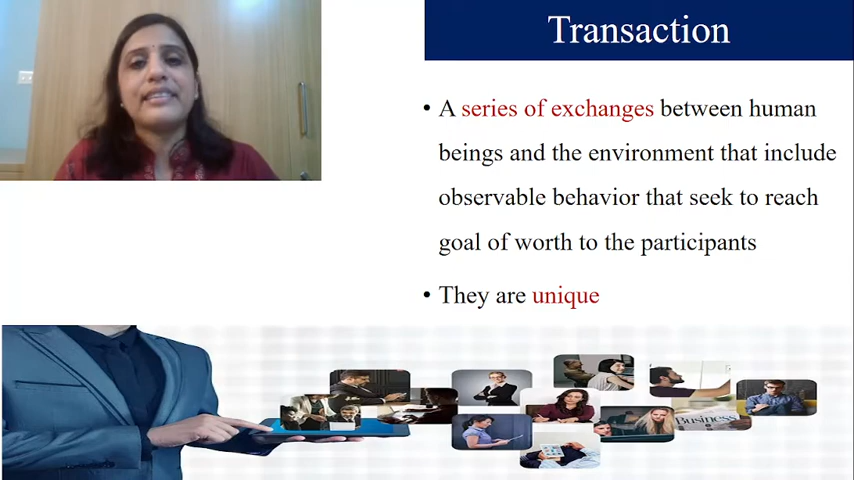 Transaction
• A series of exchanges between human
beings and the environment that include
observable behavior that seek to reach
goal of worth to the participants
• They are unique
Business